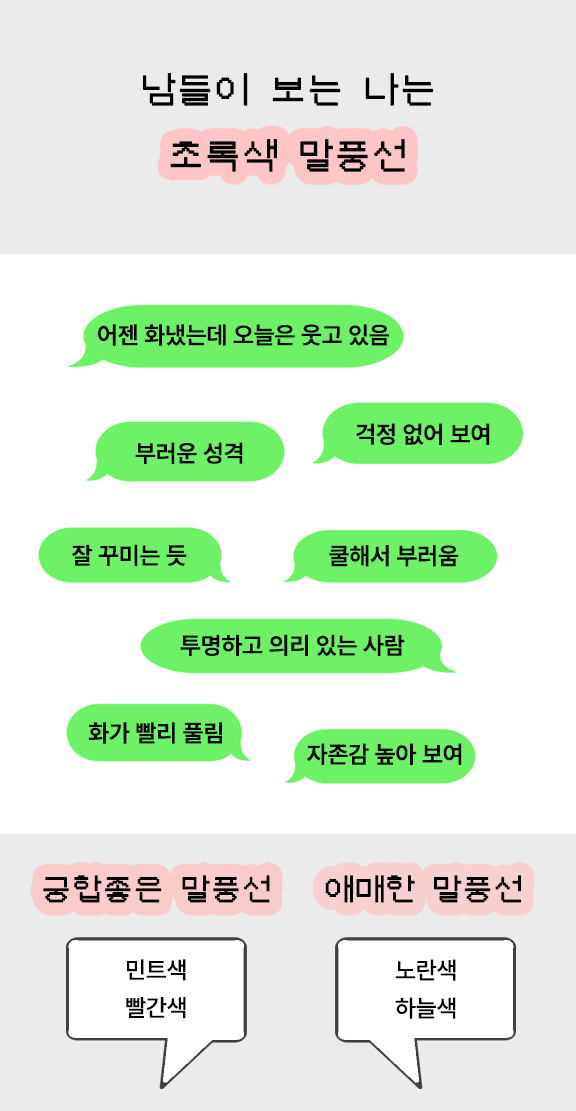 남들이 보는 나는
초록색 말풍선
어젠 화냈는데 오늘은 웃고 있음
걱정 없어 보여
부러운 성격
잘 꾸미는 듯
쿨해서 부러움
투명하고 의리 있는 사람
화가 빨리 풀림
자존감 높아 보여
궁합좋은 말풍선
애매한 말풍선
민트색
빨간색
노란색
하늘색